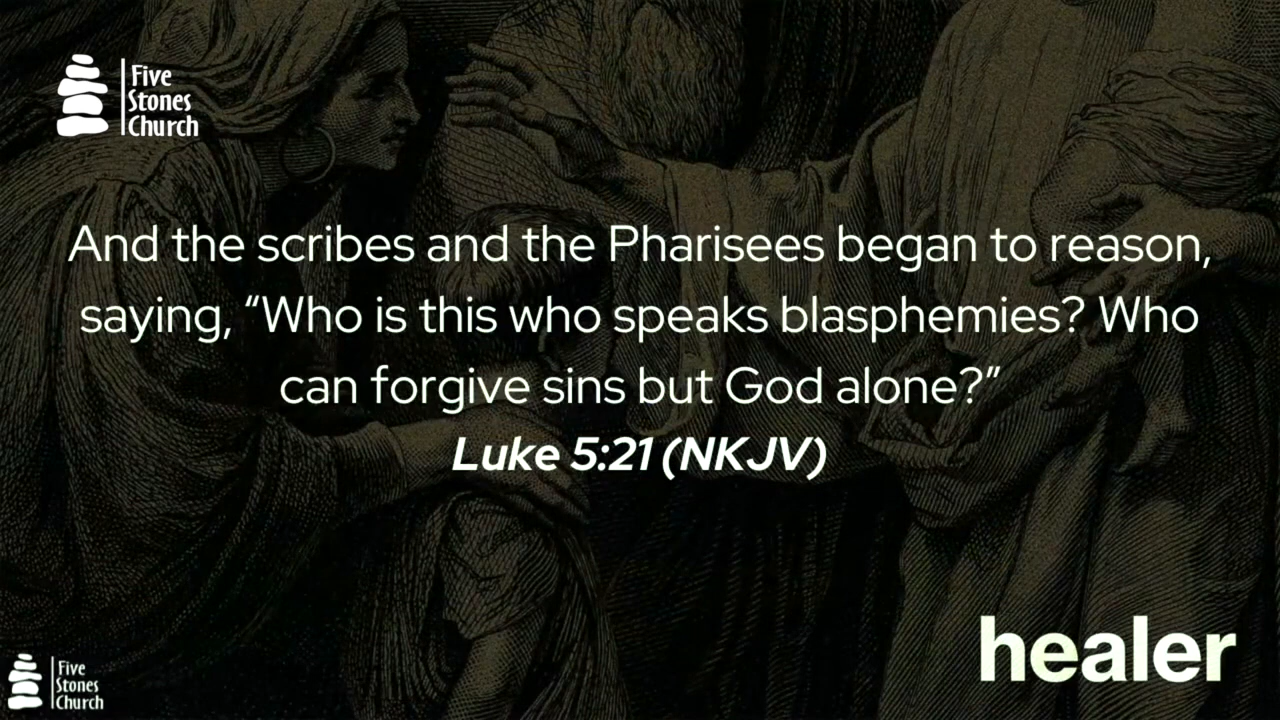 Five
Stones
Church
And the scribes and the Pharisees began to reason,
saying, “Who is this who speaks blasphemies? Who
can forgive sins but God alone?”
Luke 5:21 (NKJV)
healer
Five
Stones
Church